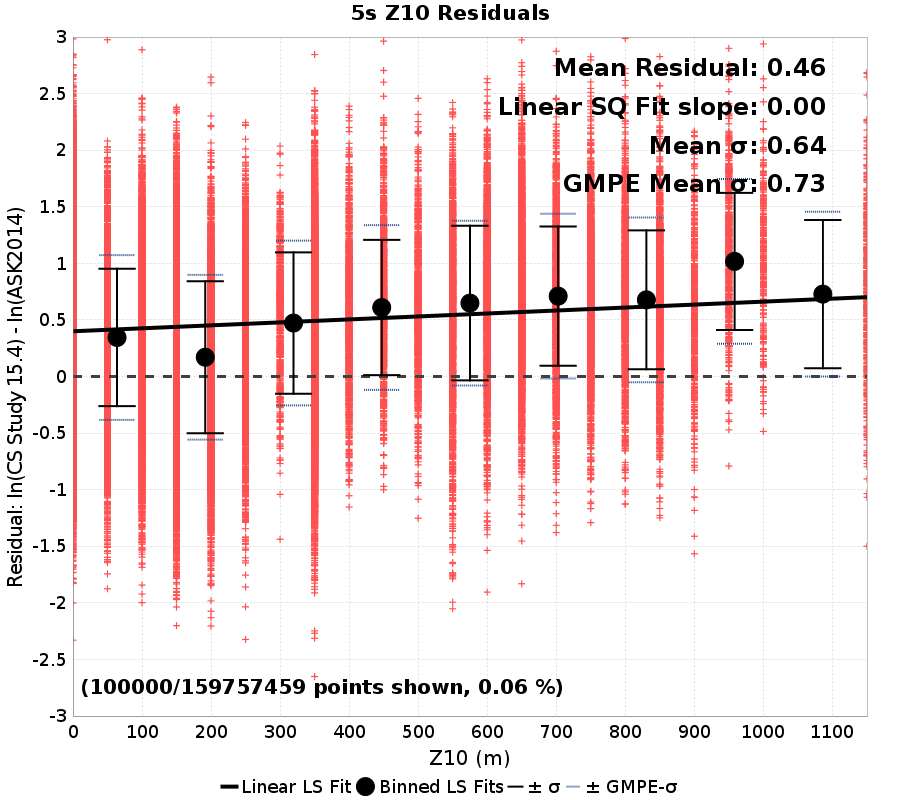 5s Z10 Residuals
Mean Residual: 0.46
Linear SQ Fit slope: 0.00
Mean σ: 0.64
GMPE Mean σ: 0.73
Residual: ln(CS Study 15.4) - ln(ASK2014)
3
2.5
2
1.5
1
0.5
0
-0.5
-1
-1.5
-2
-2.5
-3
(100000/159757459 points shown, 0.06 %)
0 100 200 300 400 500 600 700 800 900 1000 1100
Z10 (m)
Linear LS Fit Binned LS Fits ± σ ± GMPE-σ